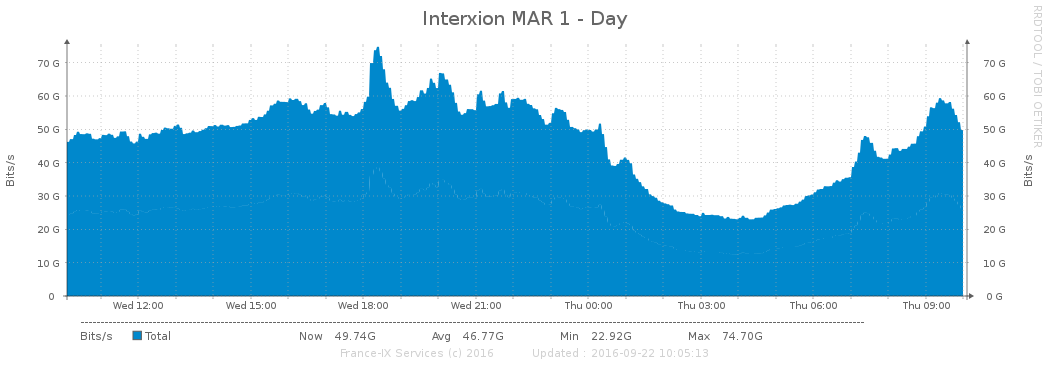 Interxion MAR 1 - Day
RRDTOOL / TOBI OETIKER
Bits/s
70 G
60 G
50 G
40 G
30 G
20 G
10 G
0
70 G
60 G
50 G
40 G
30 G
20 G
10 G
0 G
Bits/s
Wed 12:00 Wed 15:00 Wed 18:00 Wed 21:00 Thu 00:00 Thu 03:00 Thu 06:00 Thu 09:00
Bits/s Total Now 49.74G Avg 46.77G Min 22.92G Max 74.70G
France-IX Services (c) 2016 Updated : 2016-09-22 10:05:13